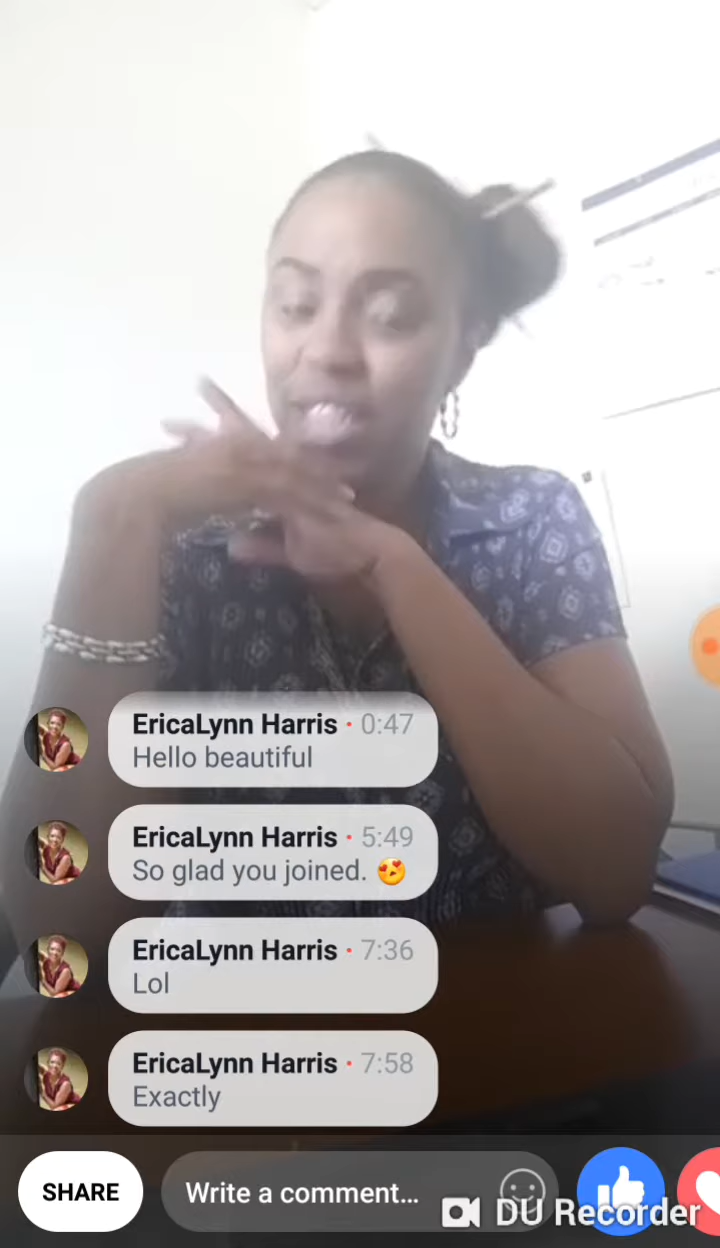 EricaLynn Harris • 0:47
Hello beautiful
EricaLynn Harris • 5:49
So glad you joined. 😍
EricaLynn Harris • 7:36
Lol
EricaLynn Harris • 7:58
Exactly
SHARE
Write a comment...
DU Recorder